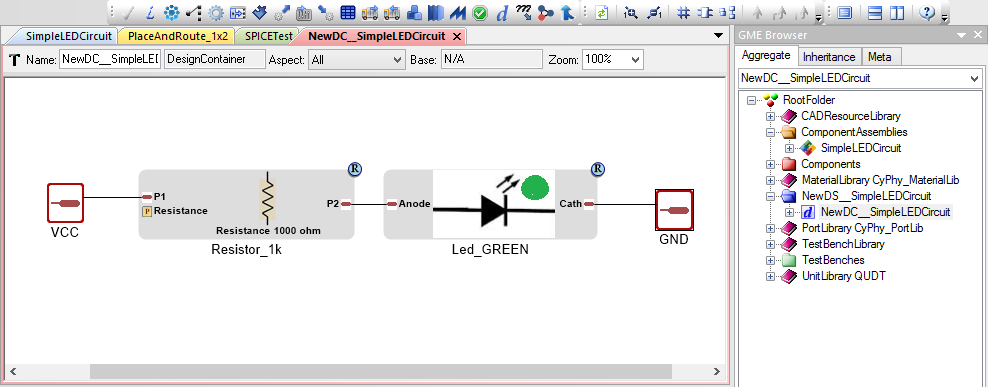 SimpleLEDCircuit
PlaceAndRoute_1x2
SPICETest
NewDC__SimpleLEDCircuit
T Name: NewDC__SimpleLEI DesignContainer Aspect: All Base: N/A Zoom: 100%
VCC
P1
P Resistance
P2
Resistance 1000 ohm
Resistor_1k
R
Anode
Cath
Led_GREEN
R
GND
GME Browser
Aggregate Inheritance Meta
NewDC__SimpleLEDCircuit
RootFolder
CADResourceLibrary
ComponentAssemblies
SimpleLEDCircuit
Components
MaterialLibrary CyPhy_MaterialLib
NewDS__SimpleLEDCircuit
d NewDC__SimpleLEDCircuit
PortLibrary CyPhy_PortLib
TestBenchLibrary
TestBenches
UnitLibrary QUDT